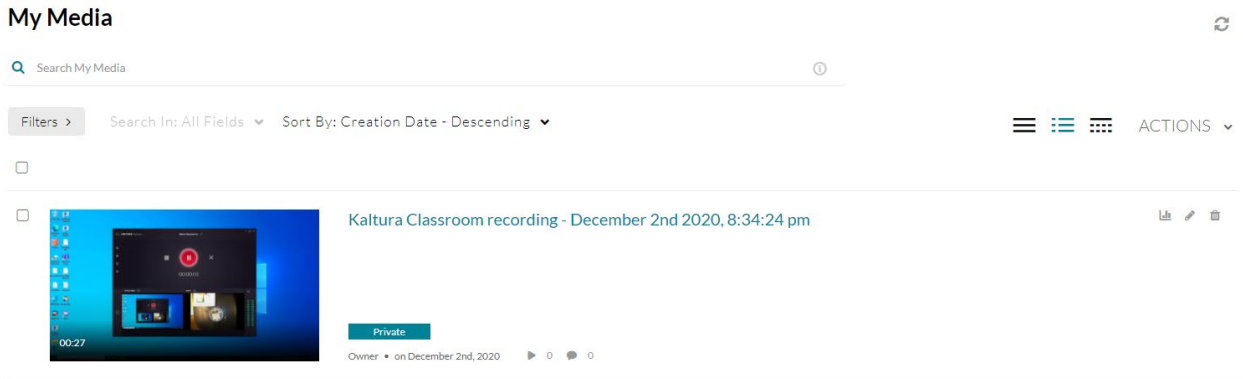 My Media
Search My Media
Filters >
Search In: All Fields
Sort By: Creation Date - Descending
ACTIONS
Kaltura Classroom recording - December 2nd 2020, 8:34:24 pm
00:27
Private
Owner • on December 2nd, 2020 0 0